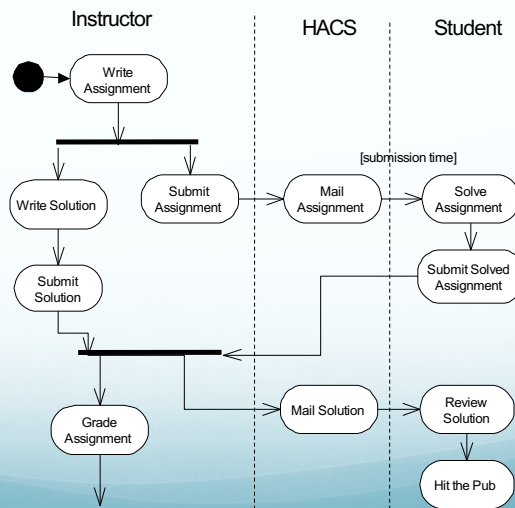 Instructor
HACS
Student
Write
Assignment
[submission time]
Write Solution
Submit
Assignment
Mail
Assignment
Solve
Assignment
Submit
Solution
Submit Solved
Assignment
Grade
Assignment
Mail Solution
Review
Solution
Hit the Pub